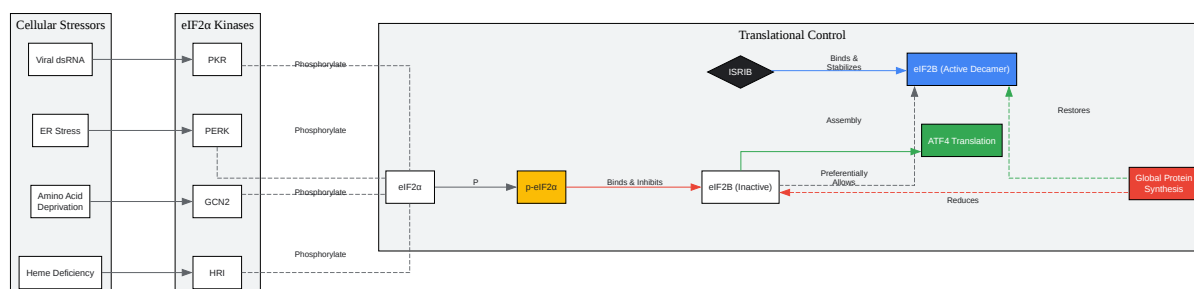 Cellular Stressors
Viral dsRNA
ER Stress
Amino Acid
Deprivation
Heme Deficiency
eIF2α Kinases
PKR
PERK
GCN2
HRI
Phosphorylate
Phosphorylate
Phosphorylate
Phosphorylate
Translational Control
eIF2α
P
p-eIF2α
Binds & Inhibits
eIF2B (Inactive)
ISRIB
Binds &
Stabilizes
eIF2B (Active Decamer)
Assembly
ATF4 Translation
Preferentially
Allows
Reduces
Restores
Global Protein
Synthesis